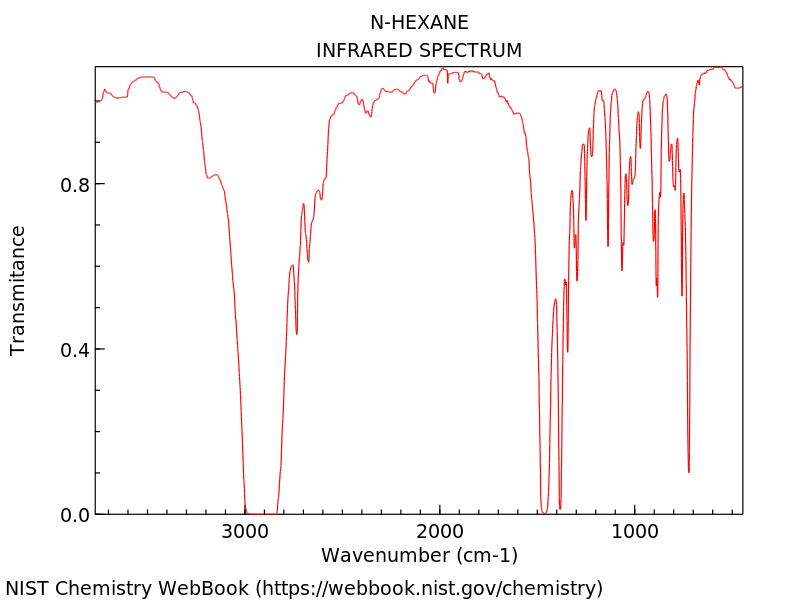 N-HEXANE
INFRARED SPECTRUM
Transmitance
0.8
0.4
0.0
3000
2000
1000
Wavenumber (cm-1)
NIST Chemistry WebBook (https://webbook.nist.gov/chemistry)